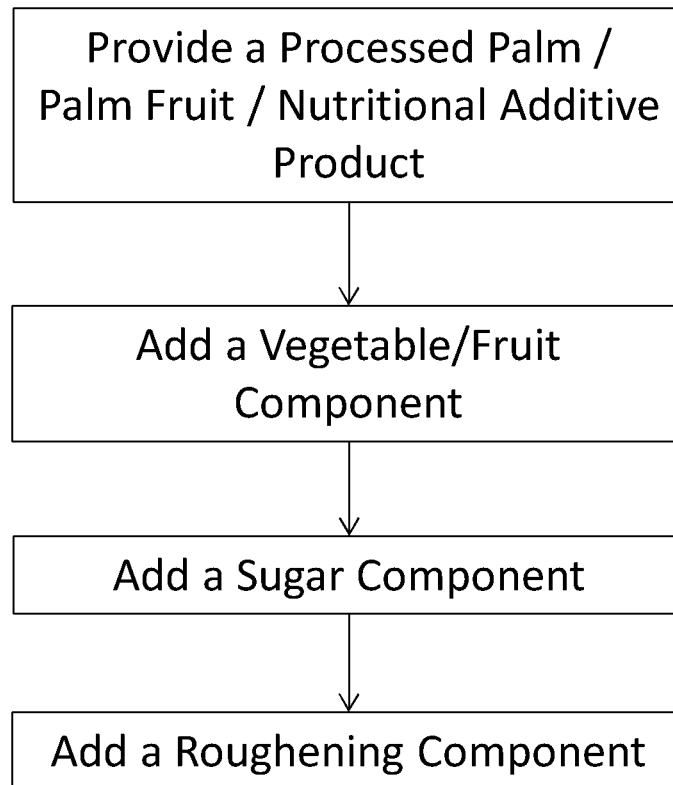 Provide a Processed Palm /
Palm Fruit / Nutritional Additive
Product
Add a Vegetable/Fruit
Component
Add a Sugar Component
Add a Roughening Component